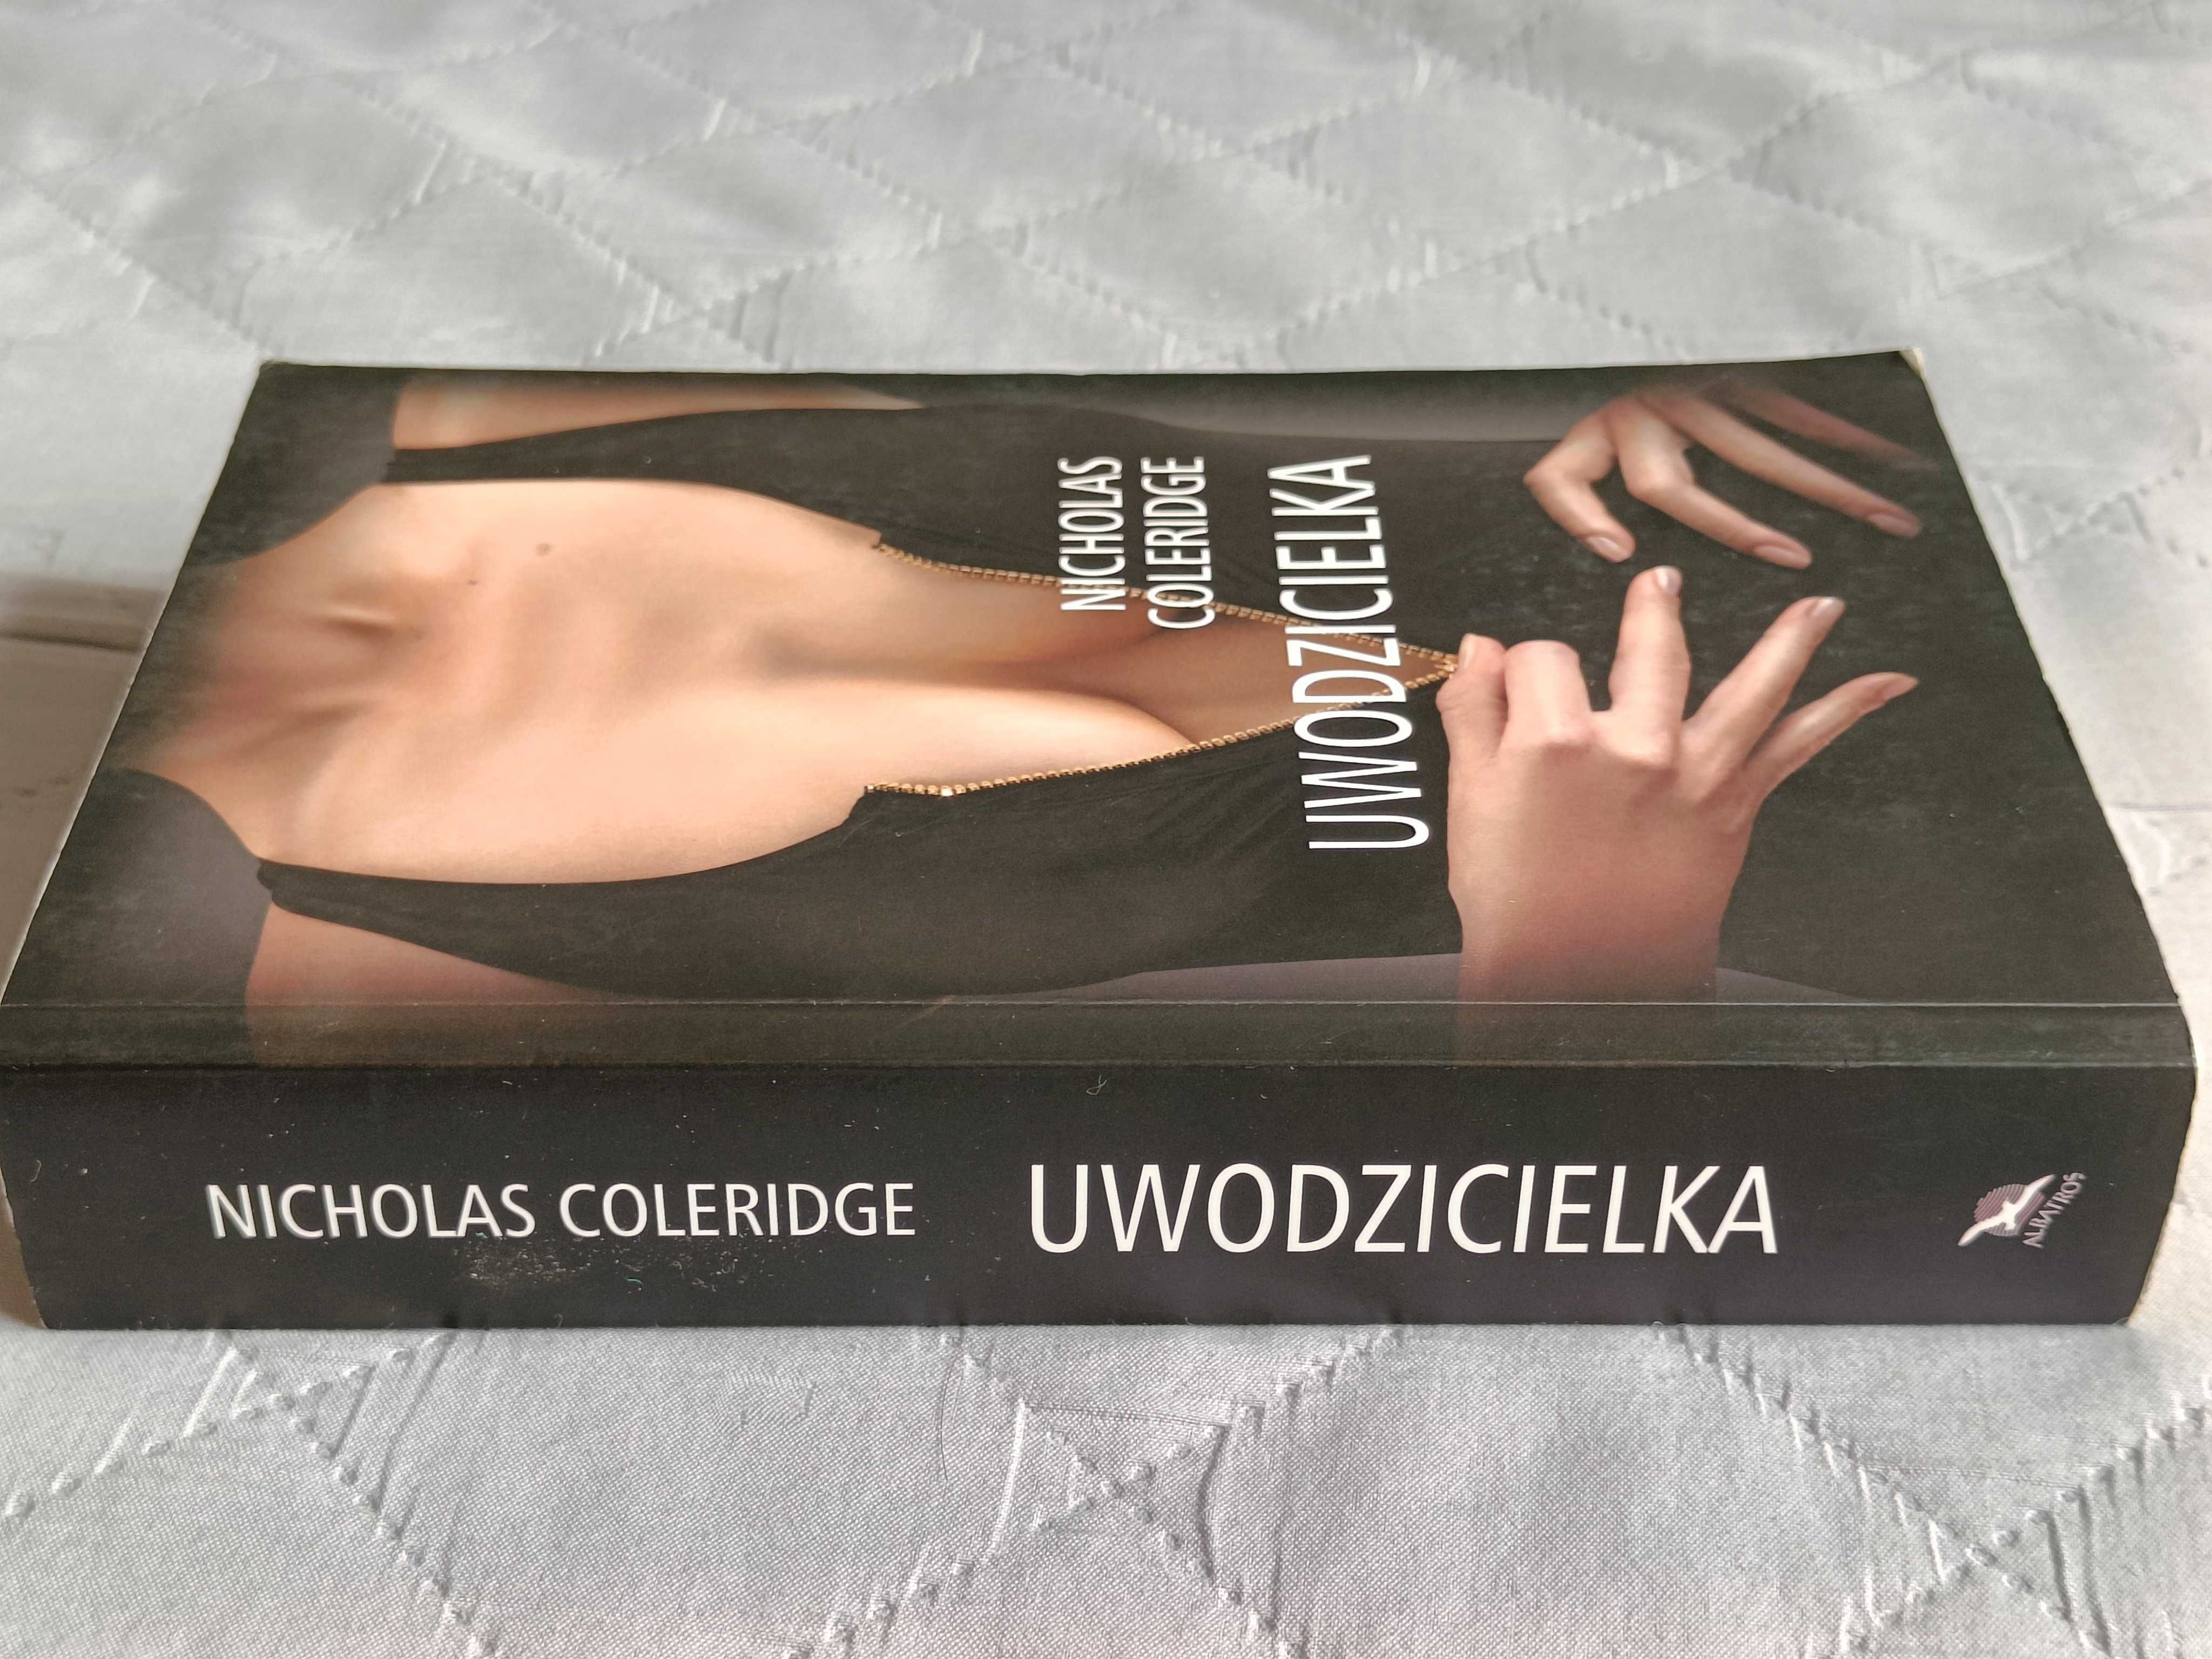 NICHOLAS
COLERIDGE
UWODZICIELKA
NICHOLAS COLERIDGE UWODZICIELKA
ALBATROS